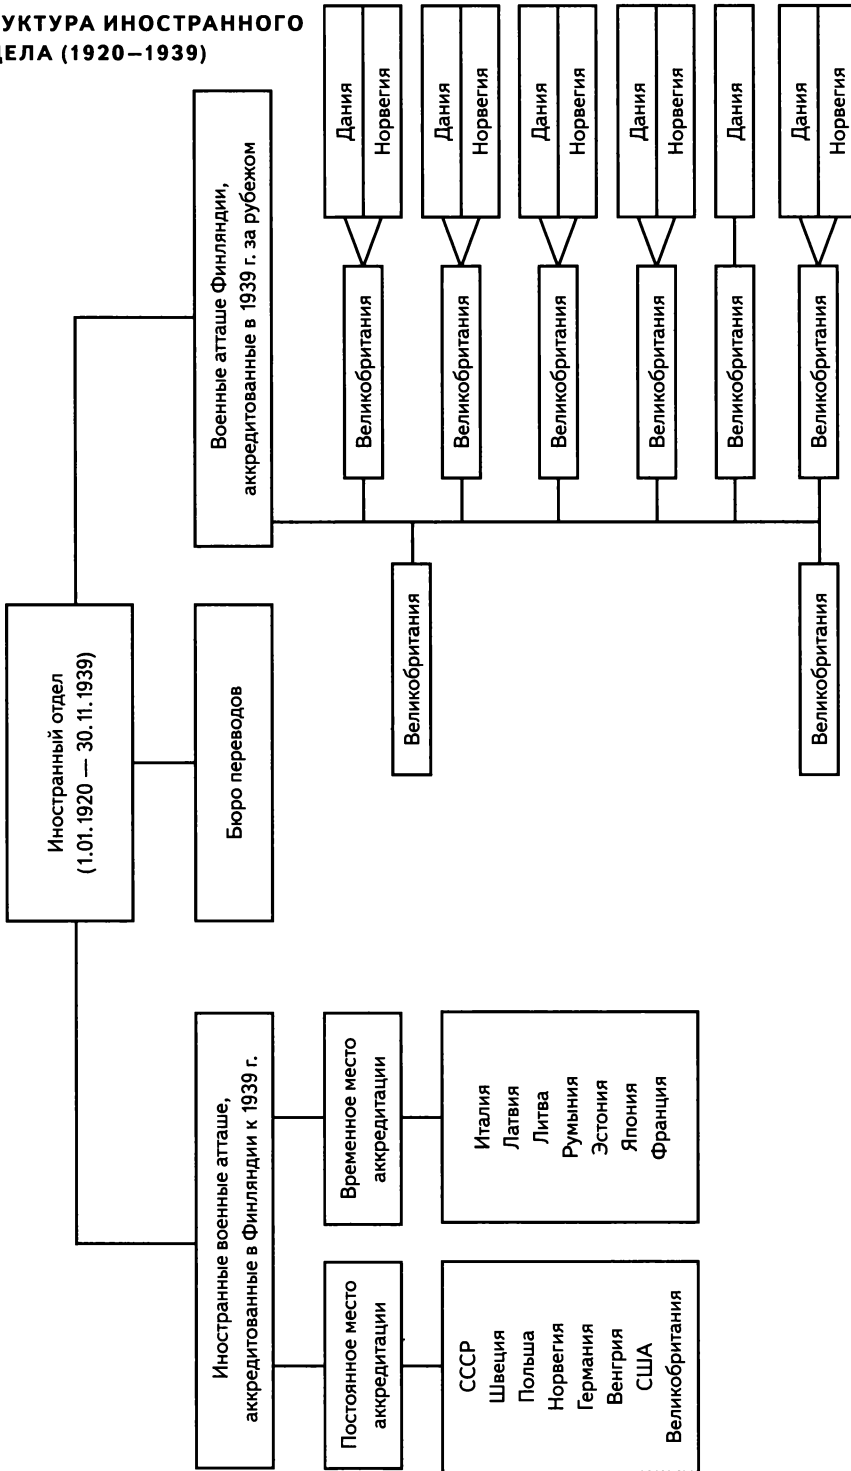 УКТУРА ИНОСТРАННОГО
ЕЛА (1920–1939)
Иностранный отдел
(1.01.1920 — 30.11.1939)
Иностранные военные атташе,
аккредитованные в Финляндии к 1939 г.
Бюро переводов
Военные атташе Финляндии,
аккредитованные в 1939 г. за рубежом
Постоянное место
аккредитации
Временное место
аккредитации
СССР
Швеция
Польша
Норвегия
Германия
Венгрия
США
Великобритания
Италия
Латвия
Литва
Румыния
Эстония
Япония
Франция
Великобритания
Дания
Норвегия
Великобритания
Великобритания
Дания
Норвегия
Великобритания
Дания
Норвегия
Великобритания
Дания
Норвегия
Великобритания
Дания
Великобритания
Великобритания
Дания
Норвегия